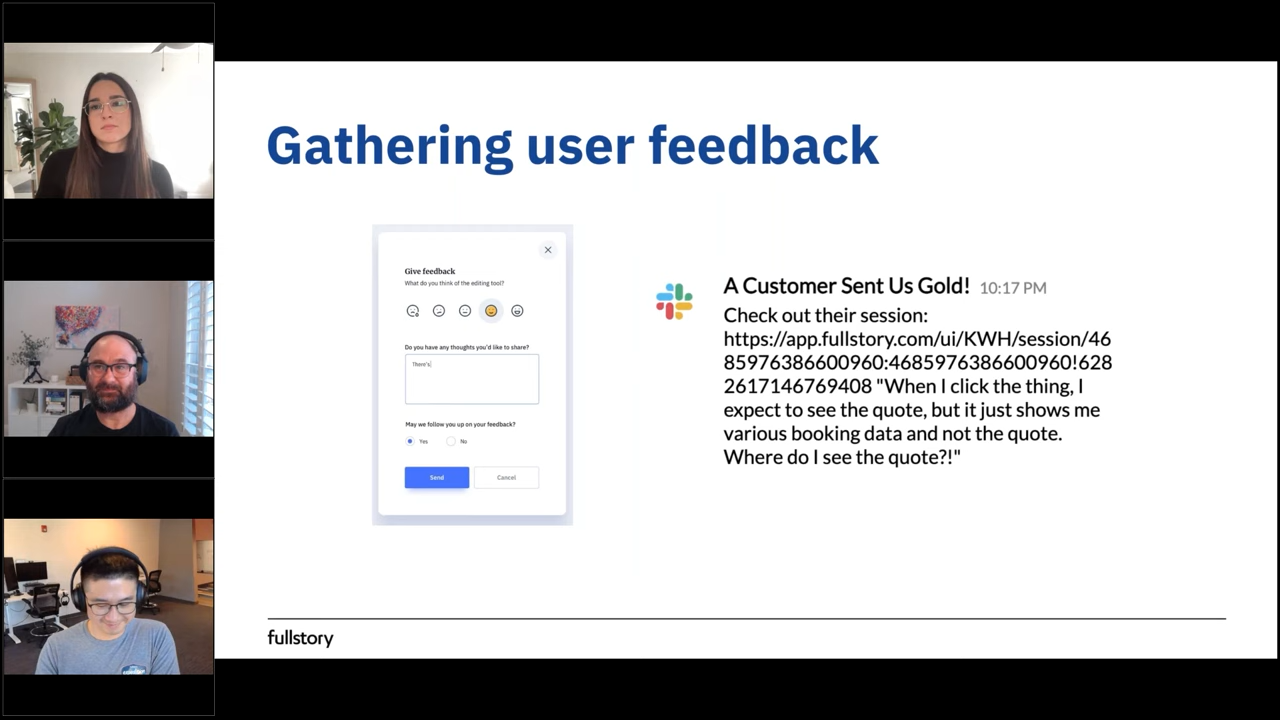 Gathering user feedback
Give feedback
What do you think of the editing tool?
Do you have any thoughts you'd like to share?
There's
May we follow you up on your feedback?
Yes No
Send Cancel
A Customer Sent Us Gold! 10:17 PM
Check out their session:
https://app.fullstory.com/ui/KWH/session/46
85976386600960:4685976386600960!628
2617146769408 "When I click the thing, I
expect to see the quote, but it just shows me
various booking data and not the quote.
Where do I see the quote?!"
fullstory